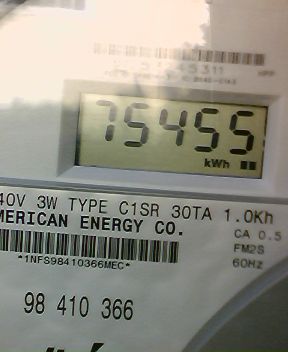 75455
kWh
40V 3W TYPE C1SR 30TA 1.0Kh
MERICAN ENERGY CO.
CA 0.5
FM2S
60Hz
*1NFS98410366MEC*
98 410 366